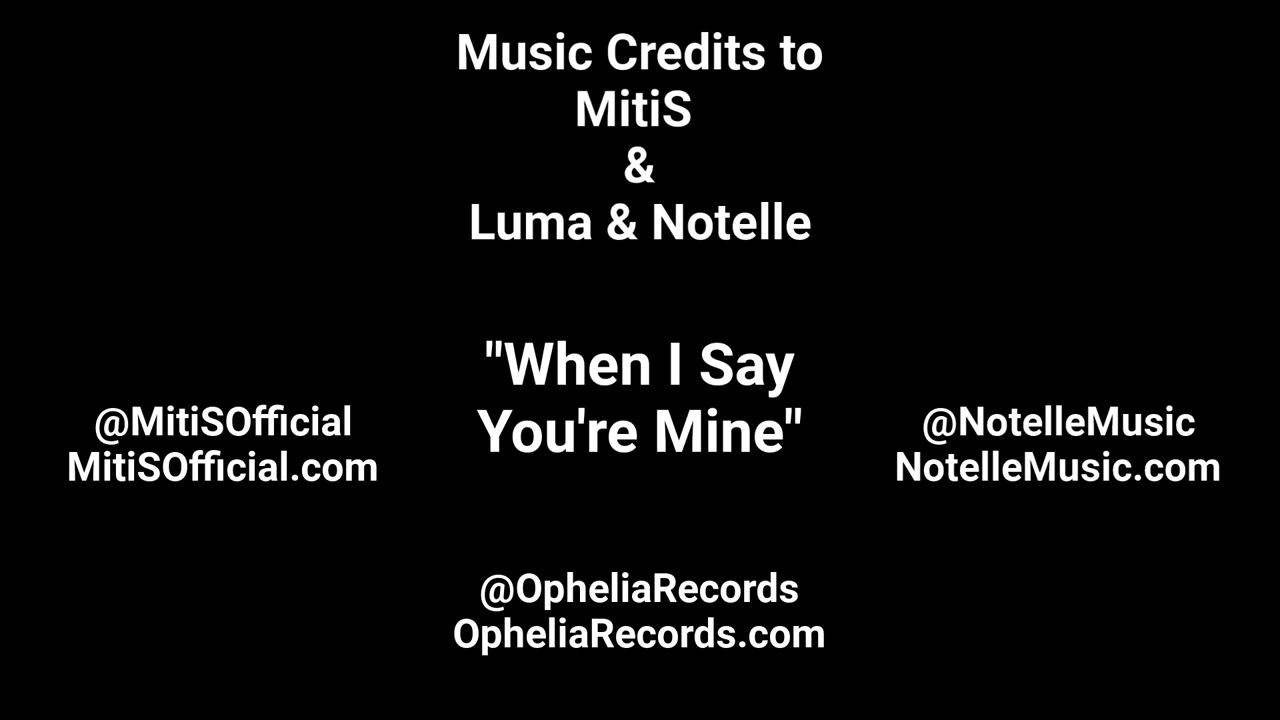 Music Credits to
MitiS
&
Luma & Notelle
"When I Say
You're Mine"
@MitiSOfficial
MitiSOfficial.com
@NotelleMusic
NotelleMusic.com
@OpheliaRecords
OpheliaRecords.com